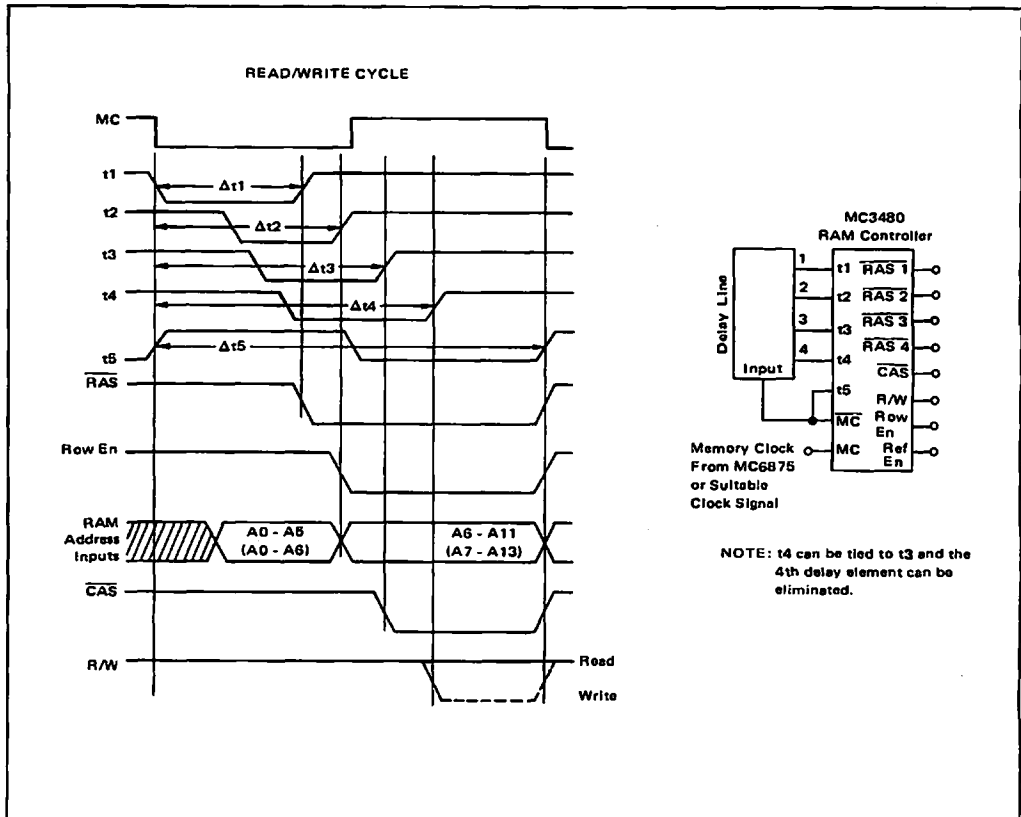 READ/WRITE CYCLE
MC
t1
Δt1
t2
Δt2
t3
Δt3
t4
Δt4
t5
Δt5
RAS
Row En
RAM
Address
Inputs
A0 - A5
(A0 - A6)
A6 - A11
(A7 - A13)
CAS
R/W
Read
Write
MC3480
RAM Controller
Delay Line
Input
1
2
3
4
t1 RAS 1
t2 RAS 2
t3 RAS 3
t4 RAS 4
CAS
t5
R/W
MC Row
En
MC Ref
En
Memory Clock
From MC6875
or Suitable
Clock Signal
NOTE: t4 can be tied to t3 and the
4th delay element can be
eliminated.